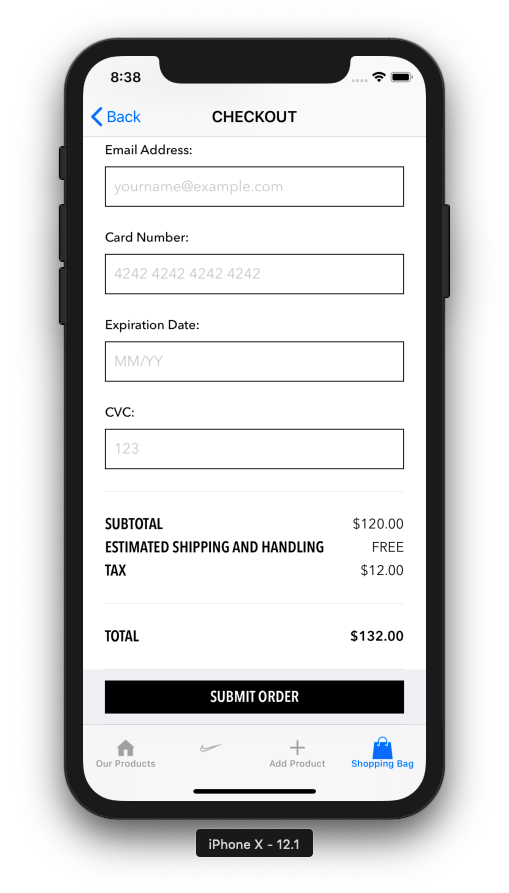 8:38
Back
CHECKOUT
Email Address:
yourname@example.com
Card Number:
4242 4242 4242 4242
Expiration Date:
MM/YY
CVC:
123
SUBTOTAL $120.00
ESTIMATED SHIPPING AND HANDLING FREE
TAX $12.00
TOTAL $132.00
SUBMIT ORDER
Our Products Add Product Shopping Bag
iPhone X - 12.1